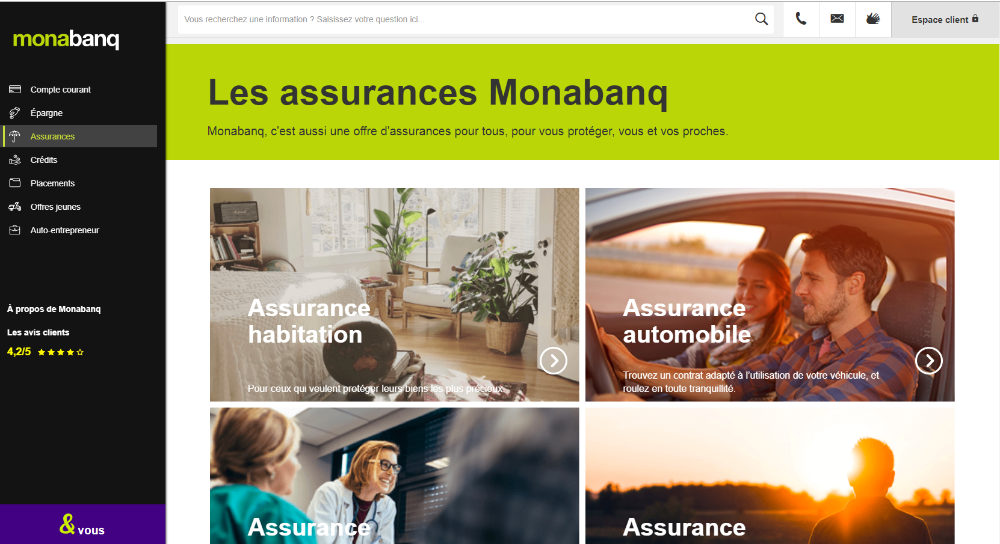 monabanq
Compte courant
Épargne
Assurances
Crédits
Placements
Offres jeunes
Auto-entrepreneur
À propos de Monabanq
Les avis clients
4,2/5
& vous
Vous recherchez une information ? Saisissez votre question ici...
Espace client
Les assurances Monabanq
Monabanq, c'est aussi une offre d'assurances pour tous, pour vous protéger, vous et vos proches.
Assurance
habitation
Pour ceux qui veulent protéger leurs biens les plus précieux.
Assurance
automobile
Trouvez un contrat adapté à l'utilisation de votre véhicule, et
roulez en toute tranquillité.
Assurance
Assurance